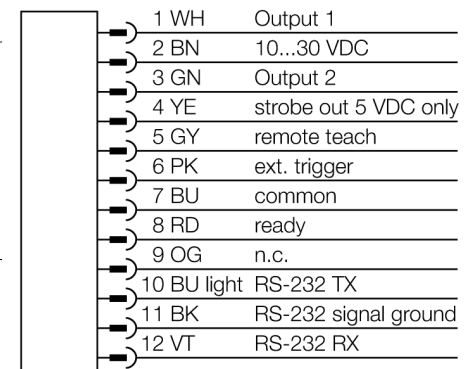 1 WH Output 1
2 BN 10...30 VDC
3 GN Output 2
4 YE strobe out 5 VDC only
5 GY remote teach
6 PK ext. trigger
7 BU common
8 RD ready
9 OG n.c.
10 BU light RS-232 TX
11 BK RS-232 signal ground
12 VT RS-232 RX